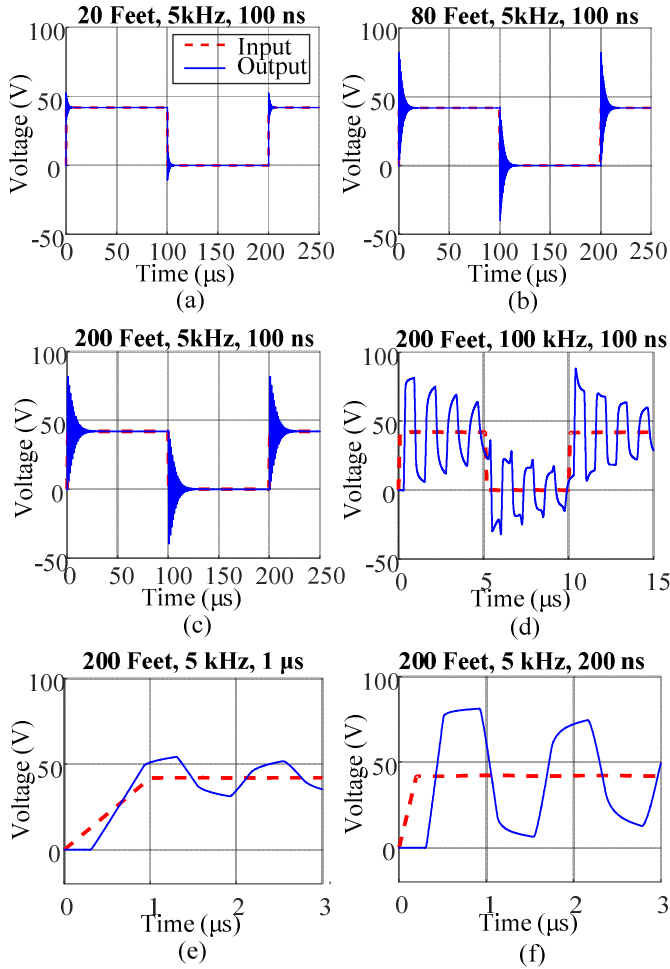 20 Feet, 5kHz, 100 ns
80 Feet, 5kHz, 100 ns
100
50
0
-50
Voltage (V)
Input
Output
0 50 100 150 200 250
Time (μs)
(a)
100
50
0
-50
Voltage (V)
0 50 100 150 200 250
Time (μs)
(b)
200 Feet, 5kHz, 100 ns
200 Feet, 100 kHz, 100 ns
100
50
0
-50
Voltage (V)
0 50 100 150 200 250
Time (μs)
(c)
100
50
0
-50
Voltage (V)
0 5 10 15
Time (μs)
(d)
200 Feet, 5 kHz, 1 μs
200 Feet, 5 kHz, 200 ns
100
50
0
Voltage (V)
0 1 2 3
Time (μs)
(e)
100
50
0
Voltage (V)
0 1 2 3
Time (μs)
(f)